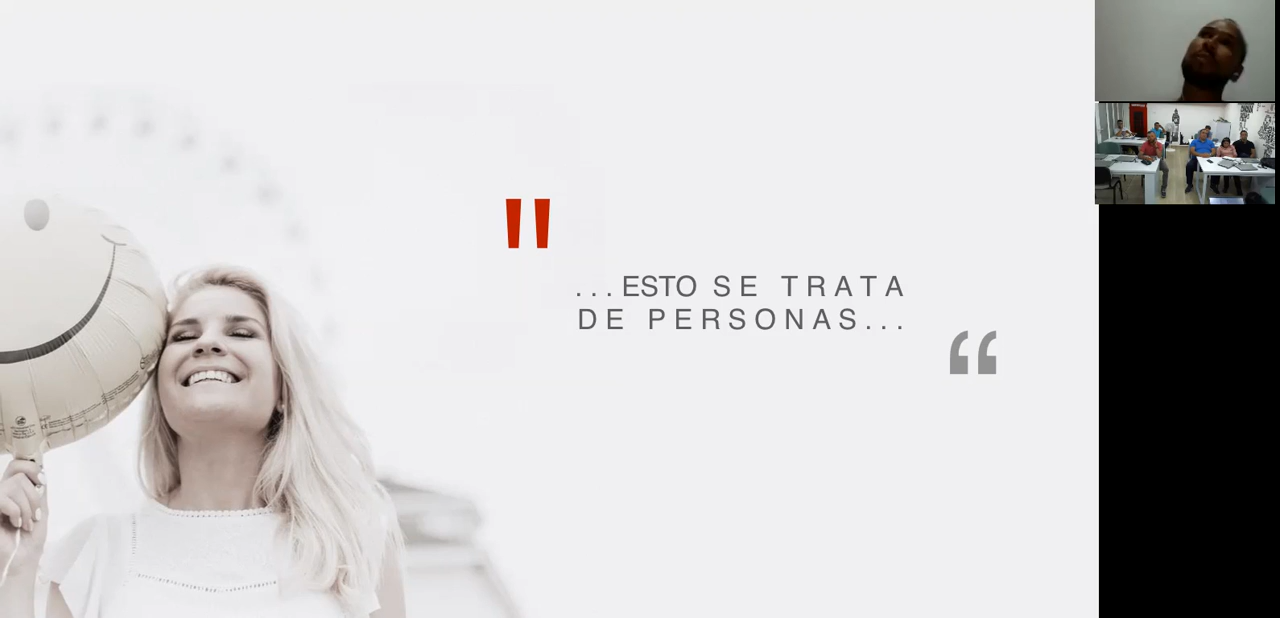 "
...ESTO SE TRATA
DE PERSONAS...
“